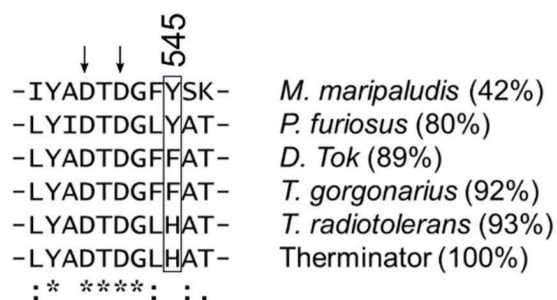 545
-IYADTDGFYSK- M. maripaludis (42%)
-LYIDTDGLYAT- P. furiosus (80%)
-LYADTDGFFAT- D. Tok (89%)
-LYADTDGFFAT- T. gorgonarius (92%)
-LYADTDGLHAT- T. radiotolerans (93%)
-LYADTDGLHAT- Therminator (100%)
:* ****: :.